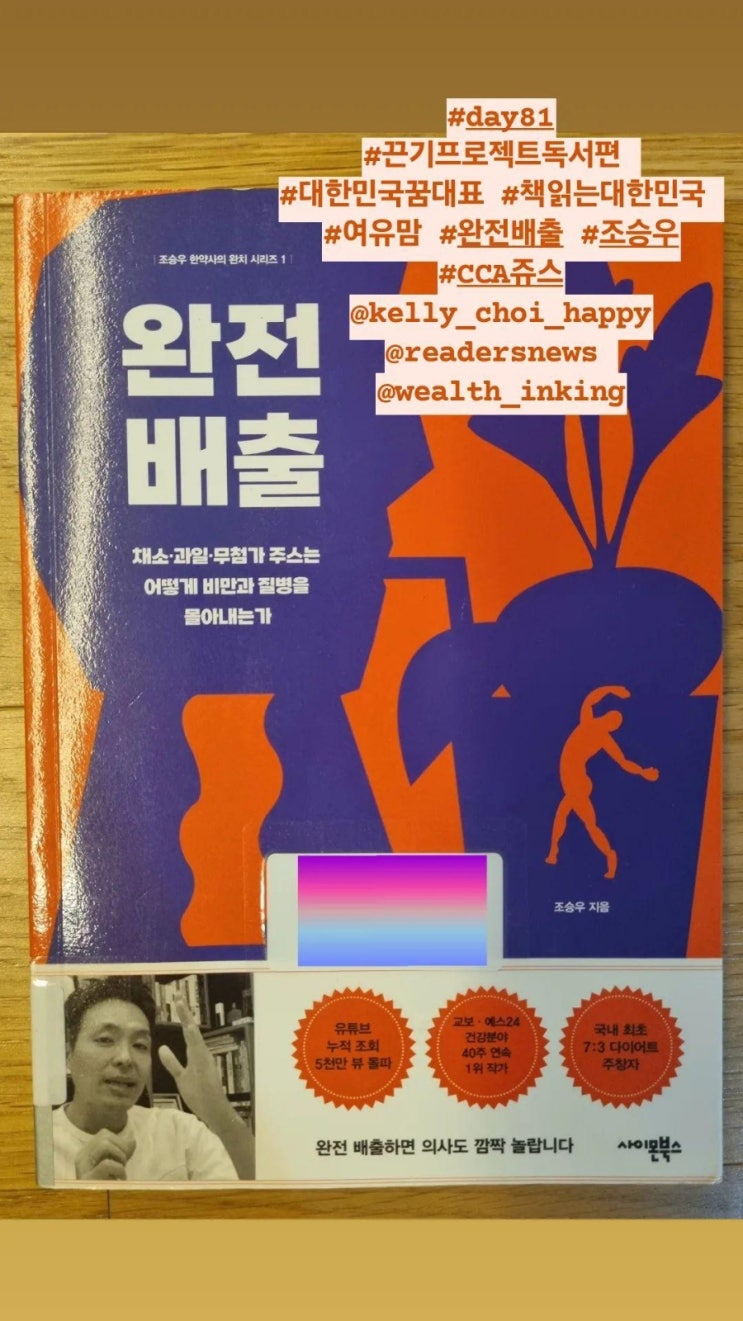 #day81
#끈기프로젝트독서편
#대한민국꿈대표 #책읽는대한민국
#여유맘 #완전배출 #조승우
#CCA쥬스
@kelly_choi_happy
@readersnews
@wealth_inking
조승우 한약사의 완치 시리즈 1
완전
배출
채소·과일·무첨가 주스는
어떻게 비만과 질병을
몰아내는가
조승우 지음
유튜브
누적 조회
5천만 뷰 돌파
교보·예스24
건강분야
40주 연속
1위 작가
국내 최초
7:3 다이어트
주창자
완전 배출하면 의사도 깜짝 놀랍니다
사이몬북스